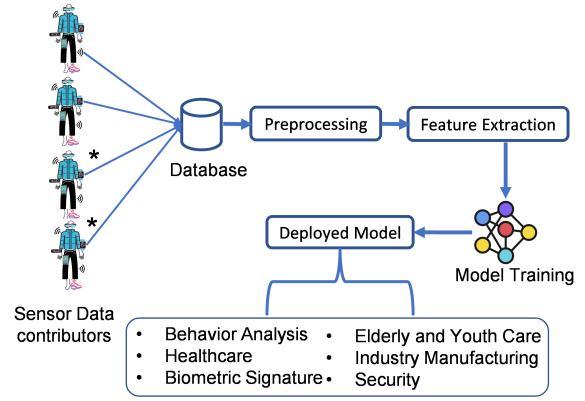 *
*
Sensor Data
contributors
Database
Preprocessing
Feature Extraction
Model Training
Deployed Model
• Behavior Analysis
• Healthcare
• Biometric Signature
• Elderly and Youth Care
• Industry Manufacturing
• Security